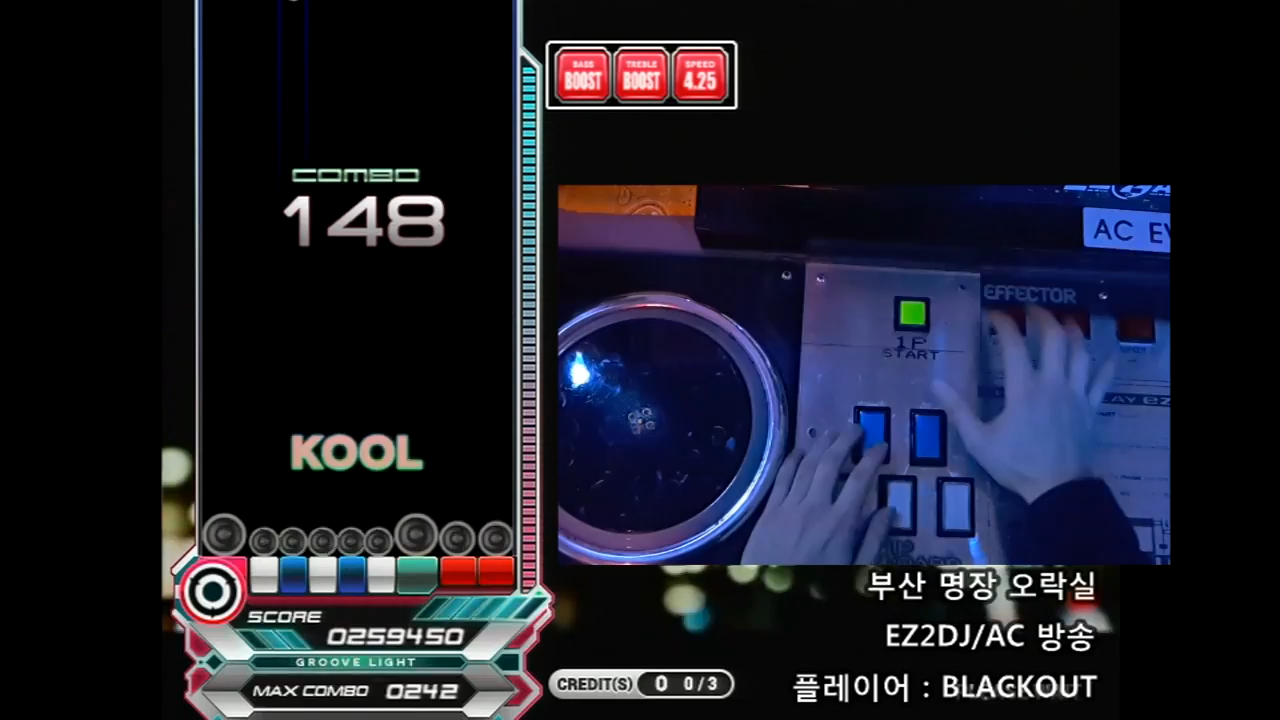 BASS
BOOST
TREBLE
BOOST
SPEED
4.25
COMBO
148
AC EV
EFFECTOR
1P
START
KOOL
SCORE
0259450
GROOVE LIGHT
MAX COMBO 0242
CREDIT(S) 0 0/3
부산 명장 오락실
EZ2DJ/AC 방송
플레이어 : BLACKOUT